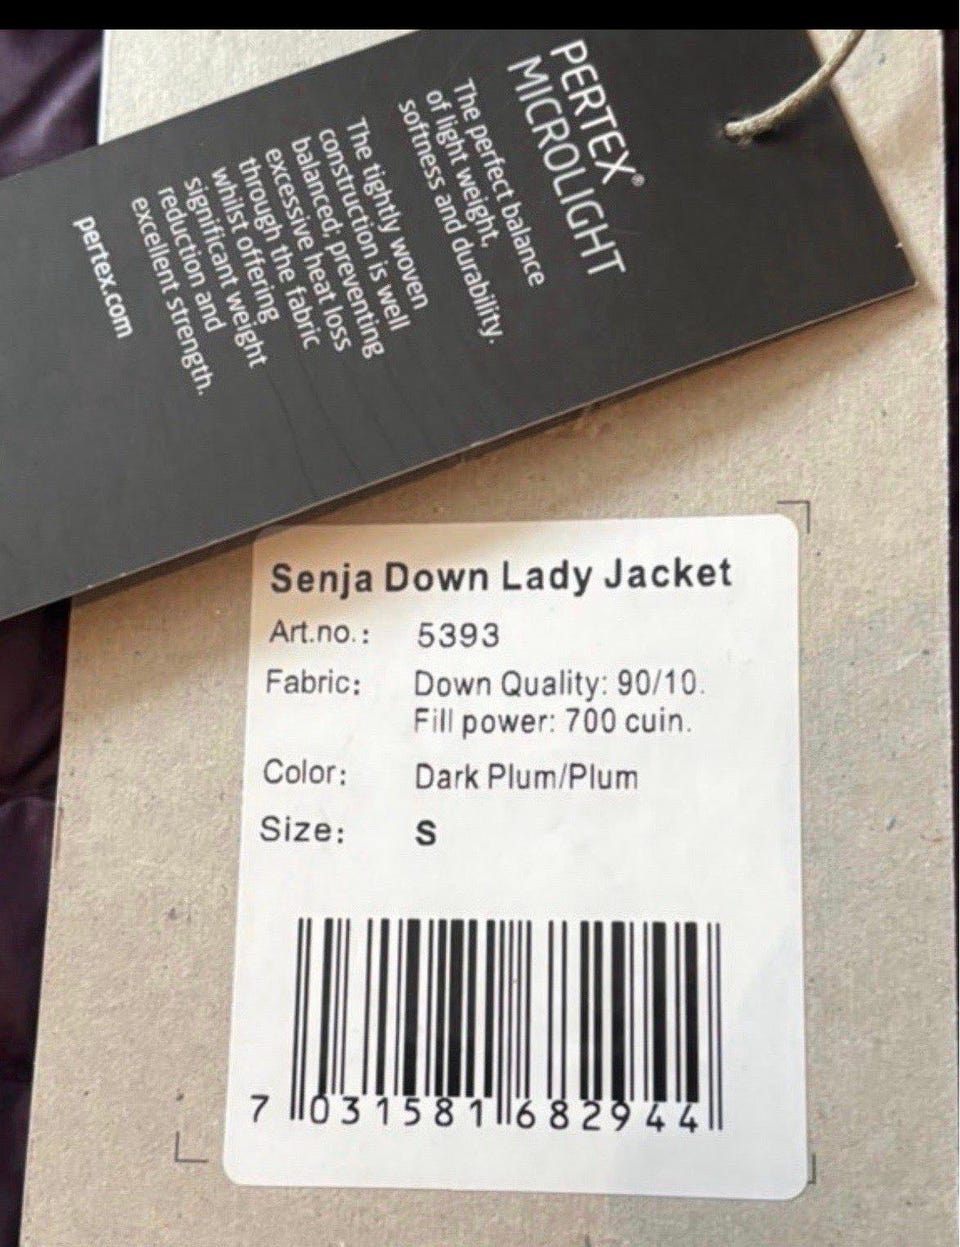 PERTEX®
MICROLIGHT
The perfect balance
of light weight,
softness and durability.
The tightly woven
construction is well
balanced; preventing
excessive heat loss
through the fabric
whilst offering
significant weight
reduction and
excellent strength.
pertex.com
Senja Down Lady Jacket
Art.no.: 5393
Fabric: Down Quality: 90/10.
Fill power: 700 cuin.
Color: Dark Plum/Plum
Size: S
7 031581 682944